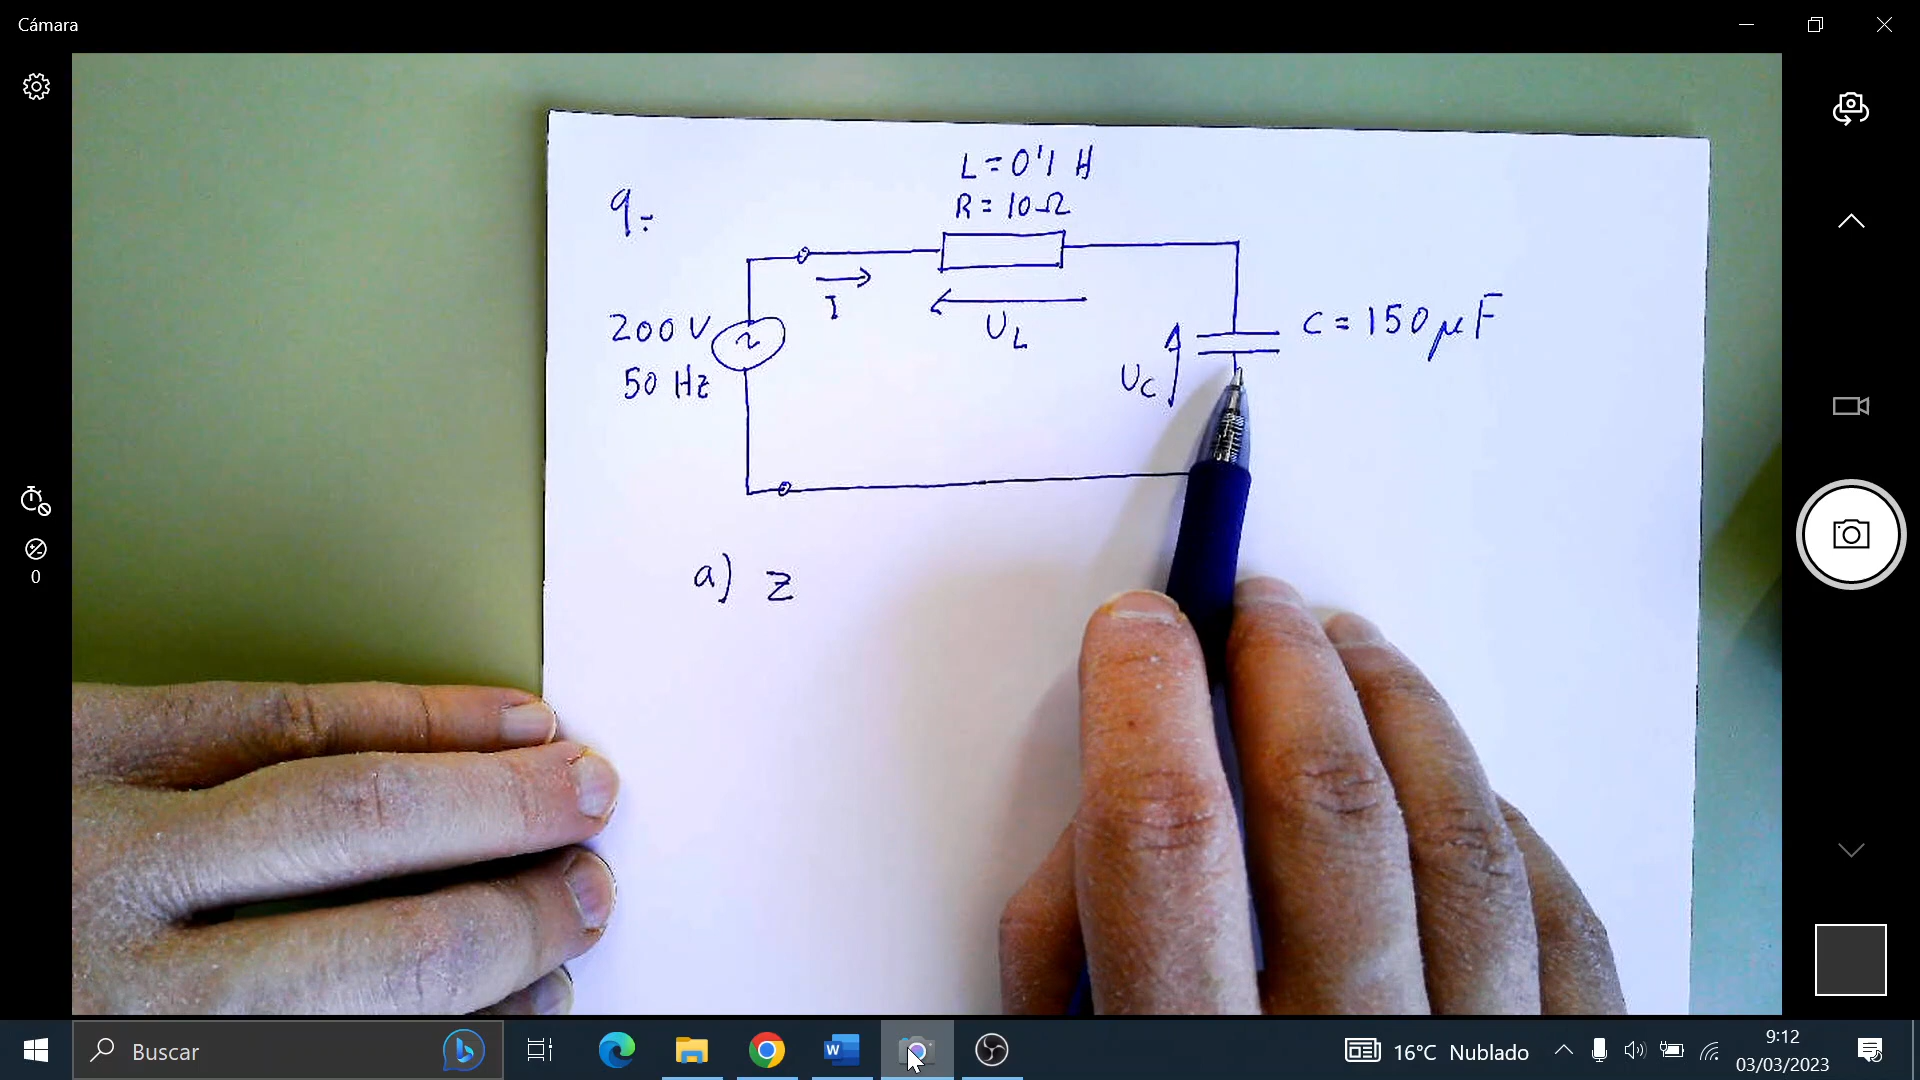 Cámara
L = 0'1 H
R = 10 Ω
9.-
I
U_L
200 V
50 Hz
C = 150 µF
U_C
a) Z
0
Buscar
16°C Nublado
9:12
03/03/2023